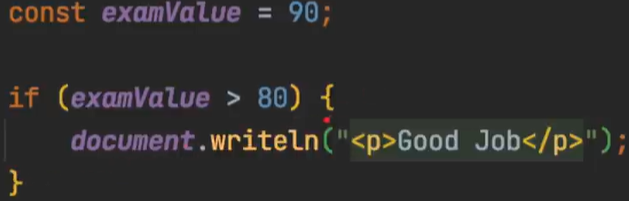 const examValue = 90;
if (examValue > 80) {
document.writeln("<p>Good Job</p>");
}